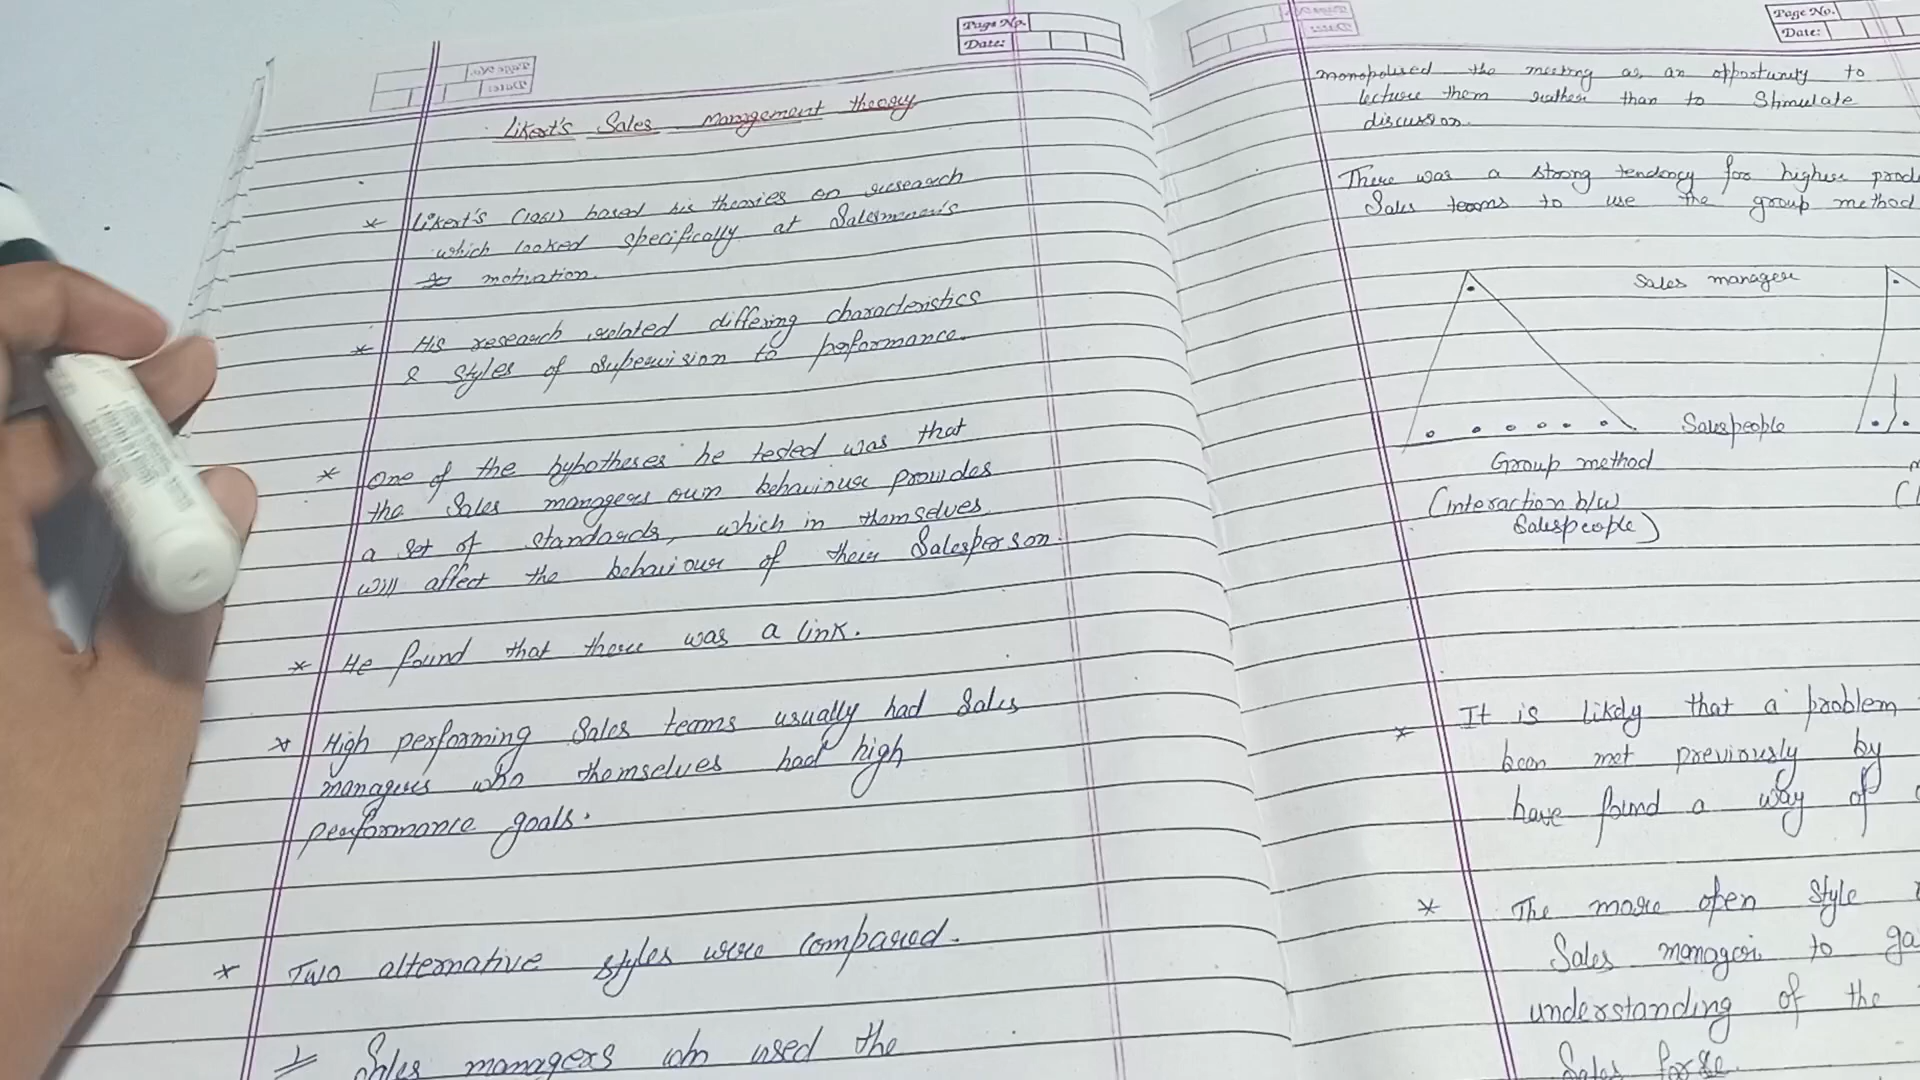 Page No.
Date:
Likert's Sales Management theory
* Likert's (1961) based his theories on research
which looked specifically at Salesmener's
motivation.
* His research related differing characteristics
& styles of supervision to performance.
* One of the hypotheses he tested was that
the Sales managers own behaviour provides
a set of standards, which in themselves
will affect the behaviour of their Salesperson.
* He found that there was a link.
* High performing Sales teams usually had Sales
managers who themselves had high
performance goals.
* Two alternative styles were compared.
Sales managers who used the
Page No.
Date:
monopolised the meeting as an opportunity to
lecture them rather than to Stimulate
discussion.
There was a strong tendency for higher prod
Sales teams to use the group method
Sales manager
Salespeople
Group method
(Interaction b/w
Salespeople)
* It is likely that a problem
been met previously by
have found a way of
* The more open Style
Sales manager to ga
understanding of the
Sales force.